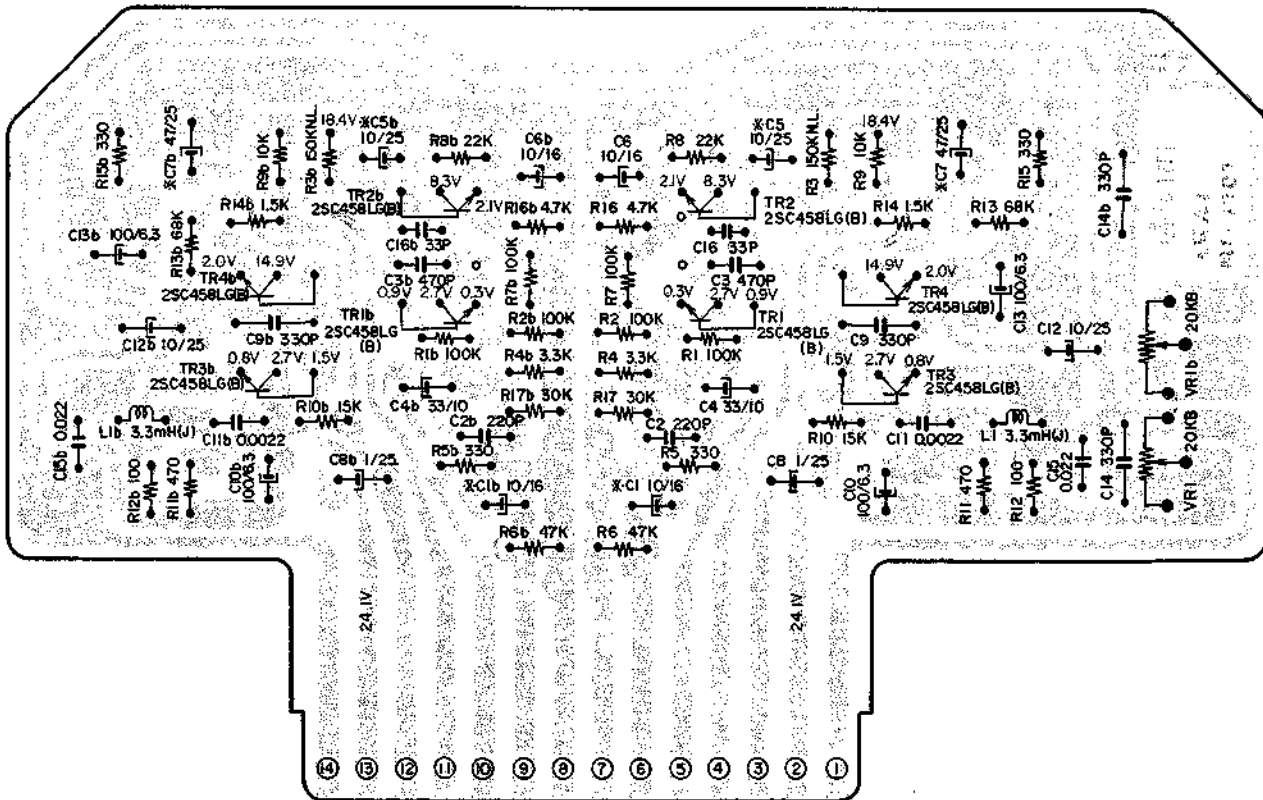 R15b 330
※C7b 47/25
R9b 10K
R3b 150KN.L.
18.4V
※C5b
10/25
R8b 22K
C6b
10/16
C6
10/16
R8 22K
※C5
10/25
R3 150KN.L.
18.4V
R9 10K
※C7 47/25
R15 330
C14b 330P
8.3V
2.1V
TR2b
2SC458LG(B)
2.1V
8.3V
TR2
2SC458LG(B)
R14b 1.5K
R16b 4.7K
R16 4.7K
R14 1.5K
R13 68K
C13b 100/6.3
R13b 68K
C16b 33P
C16 33P
2.0V
14.9V
TR4b
2SC458LG(B)
C3b 470P
R7b 100K
R7 100K
C3 470P
14.9V
2.0V
TR4
2SC458LG(B)
C13 100/6.3
0.9V
2.7V
0.3V
0.3V
2.7V
0.9V
TR1b
2SC458LG
(B)
TR1
2SC458LG
(B)
C12b 10/25
C9b 330P
R2b 100K
R2 100K
C9 330P
C12 10/25
20KB
VR1b
R1b 100K
R1 100K
0.8V
2.7V
1.5V
TR3b
2SC458LG(B)
R4b 3.3K
R4 3.3K
1.5V
2.7V
0.8V
TR3
2SC458LG(B)
C4b 33/10
R17b 30K
R17 30K
C4 33/10
C15b 0.022
L1b 3.3mH(J)
C11b 0.0022
R10b 15K
C2b 220P
C2 220P
R10 15K
C11 0.0022
L1 3.3mH(J)
R12b 100
R11b 470
C10b
100/6.3
C8b 1/25
R5b 330
R5 330
C8 1/25
C10
100/6.3
R11 470
R12 100
C15
0.022
C14 330P
20KB
VR1
※C1b 10/16
※C1 10/16
R6b 47K
R6 47K
24.1V
24.1V
⑭ ⑬ ⑫ ⑪ ⑩ ⑨ ⑧ ⑦ ⑥ ⑤ ④ ③ ② ①